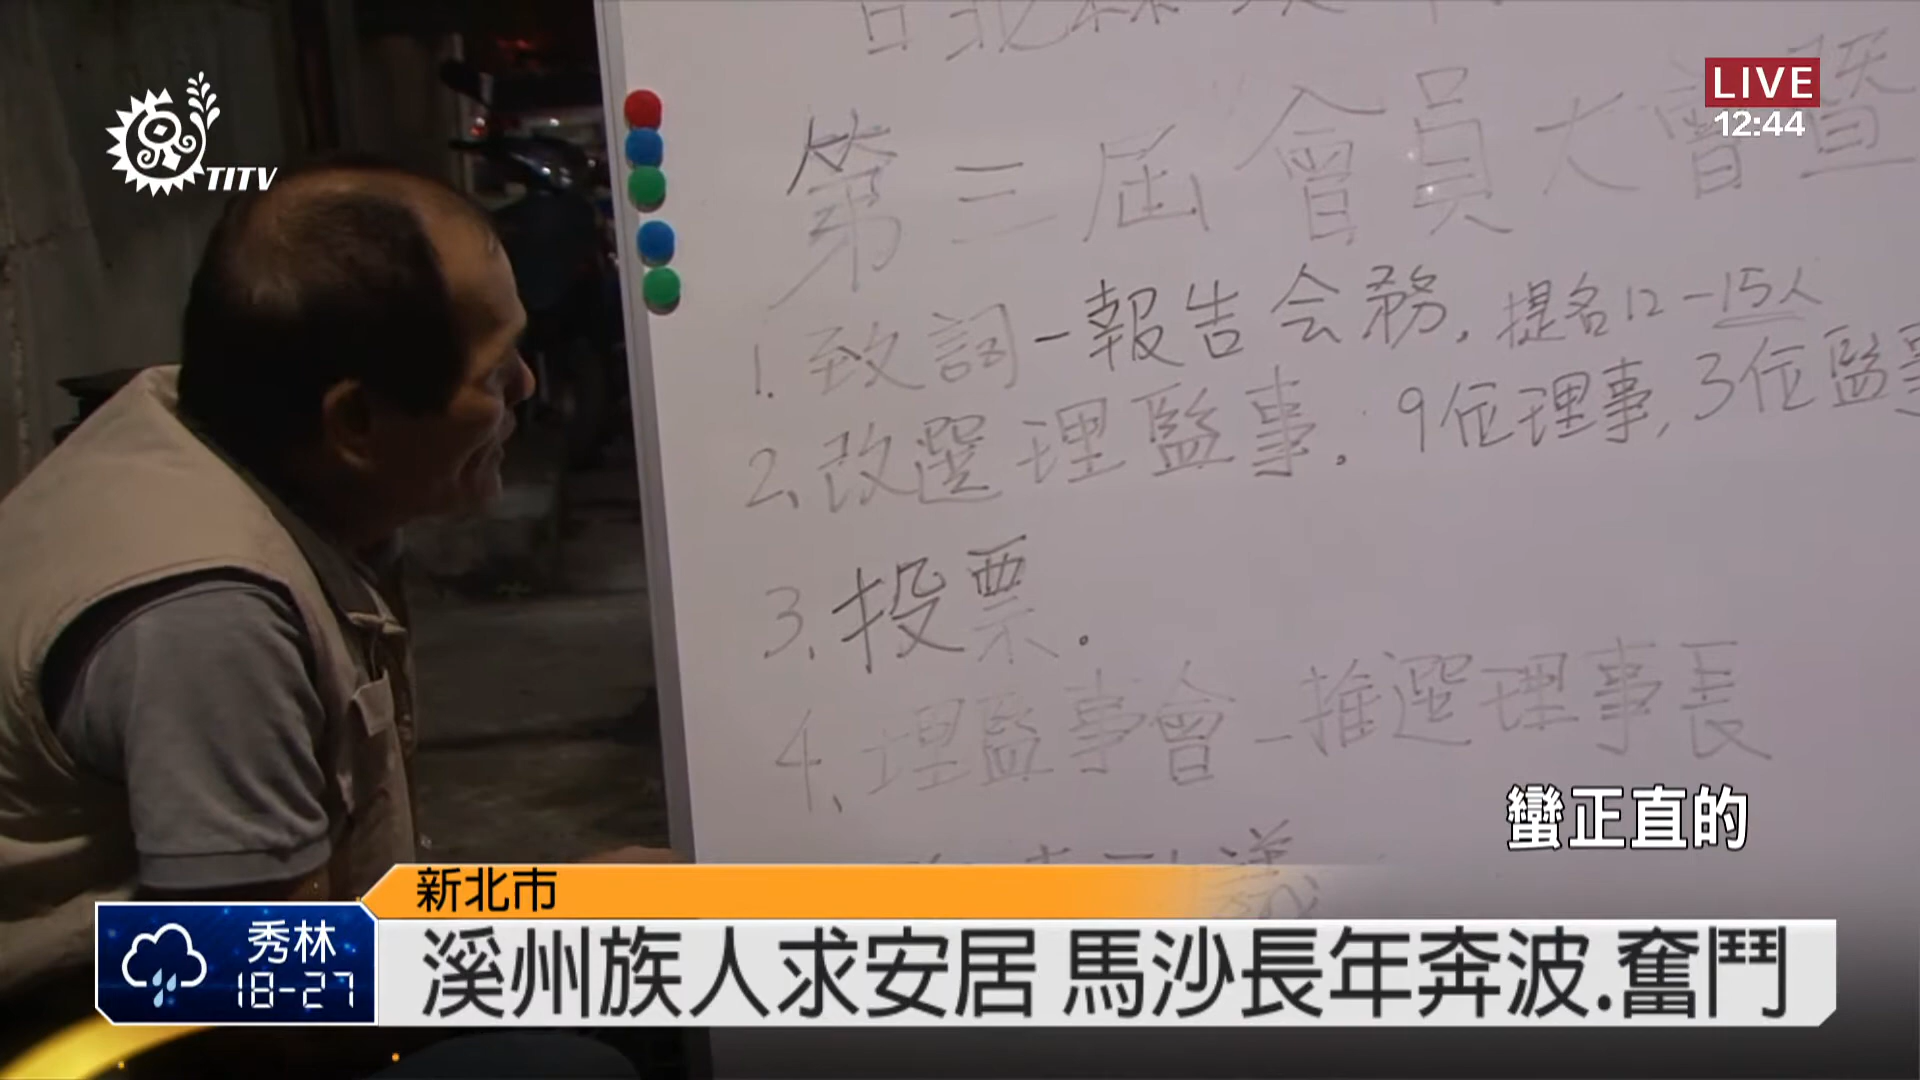 TITV
LIVE
12:44
第三屆會員大會暨
1. 致詞-報告会務. 提名12-15人
2. 改選理監事. 9位理事, 3位監事
3. 投票.
4. 理監事會-推選理事長
蠻正直的
新北市
秀林
18-27
溪州族人求安居 馬沙長年奔波.奮鬥